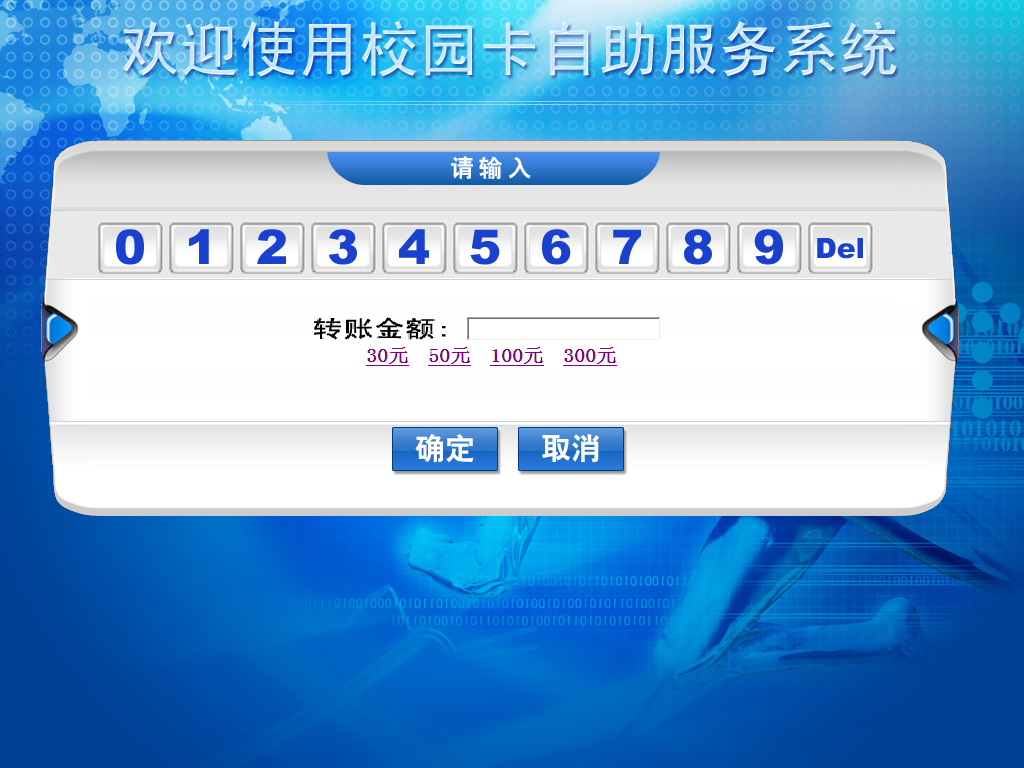 欢迎使用校园卡自助服务系统
请输入
0 1 2 3 4 5 6 7 8 9 Del
转账金额:
30元 50元 100元 300元
确定 取消